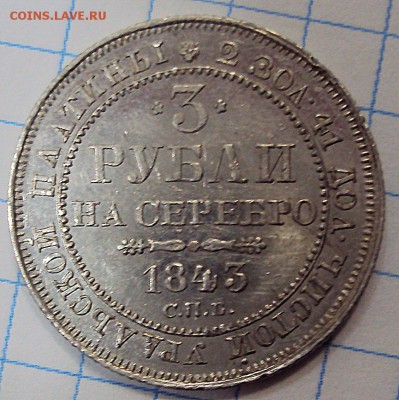 COINS.LAVE.RU
2 ЗОЛ· 41 ДОЛ· ЧИСТОЙ УРАЛЬСКОЙ ПЛАТИНЫ
* 3 *
РУБЛИ
НА СЕРЕБРО
1843
С.П.Б.